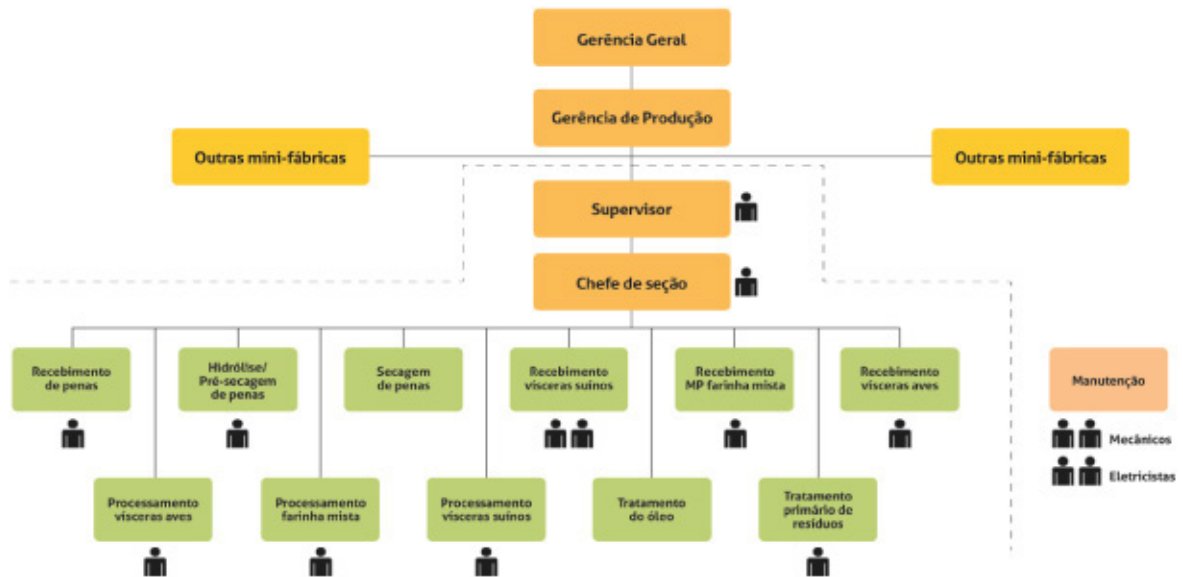 Gerência Geral
Gerência de Produção
Outras mini-fábricas
Outras mini-fábricas
Supervisor
Chefe de seção
Recebimento
de penas
Hidrólise/
Pré-secagem
de penas
Secagem
de penas
Recebimento
vísceras suínos
Recebimento
MP farinha mista
Recebimento
vísceras aves
Manutenção
Mecânicos
Eletricistas
Processamento
vísceras aves
Processamento
farinha mista
Processamento
vísceras suínos
Tratamento
do óleo
Tratamento
primário de
resíduos